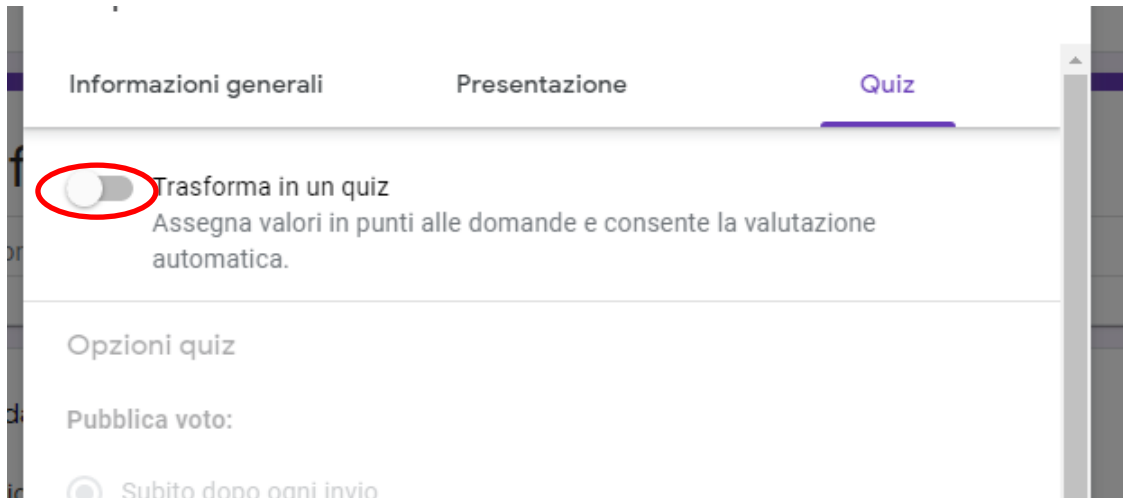 Informazioni generali Presentazione Quiz
Trasforma in un quiz
Assegna valori in punti alle domande e consente la valutazione
automatica.
Opzioni quiz
Pubblica voto:
Subito dopo ogni invio